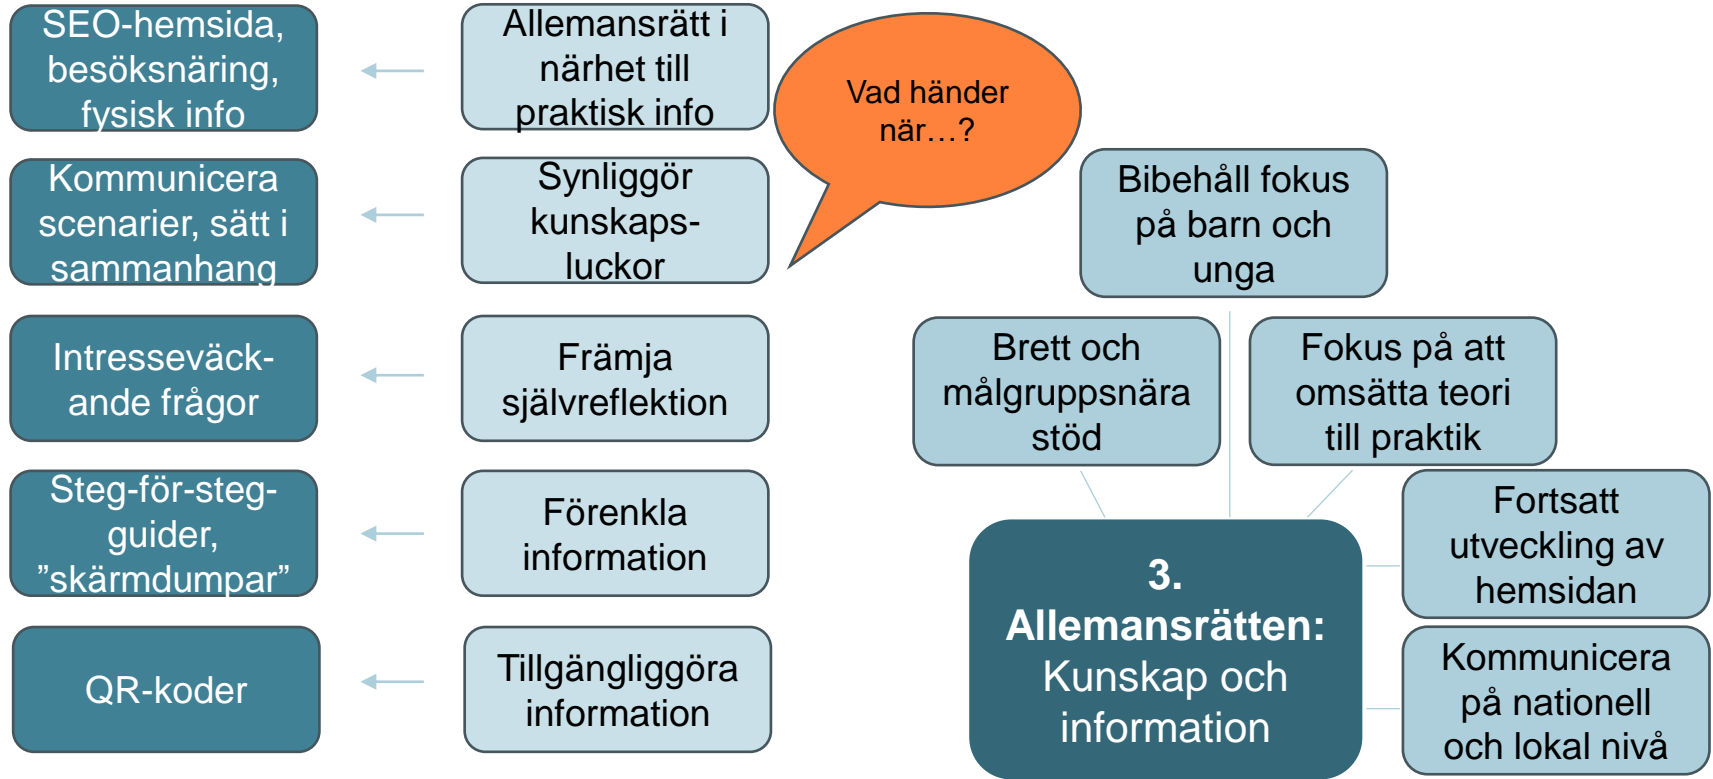 SEO-hemsida,
besöksnäring,
fysisk info
Allemansrätt i
närhet till
praktisk info
Vad händer
när…?
Kommunicera
scenarier, sätt i
sammanhang
Synliggör
kunskaps-
luckor
Bibehåll fokus
på barn och
unga
Intresseväck-
ande frågor
Främja
självreflektion
Brett och
målgruppsnära
stöd
Fokus på att
omsätta teori
till praktik
Steg-för-steg-
guider,
”skärmdumpar”
Förenkla
information
Fortsatt
utveckling av
hemsidan
3.
Allemansrätten:
Kunskap och
information
QR-koder
Tillgängliggöra
information
Kommunicera
på nationell
och lokal nivå